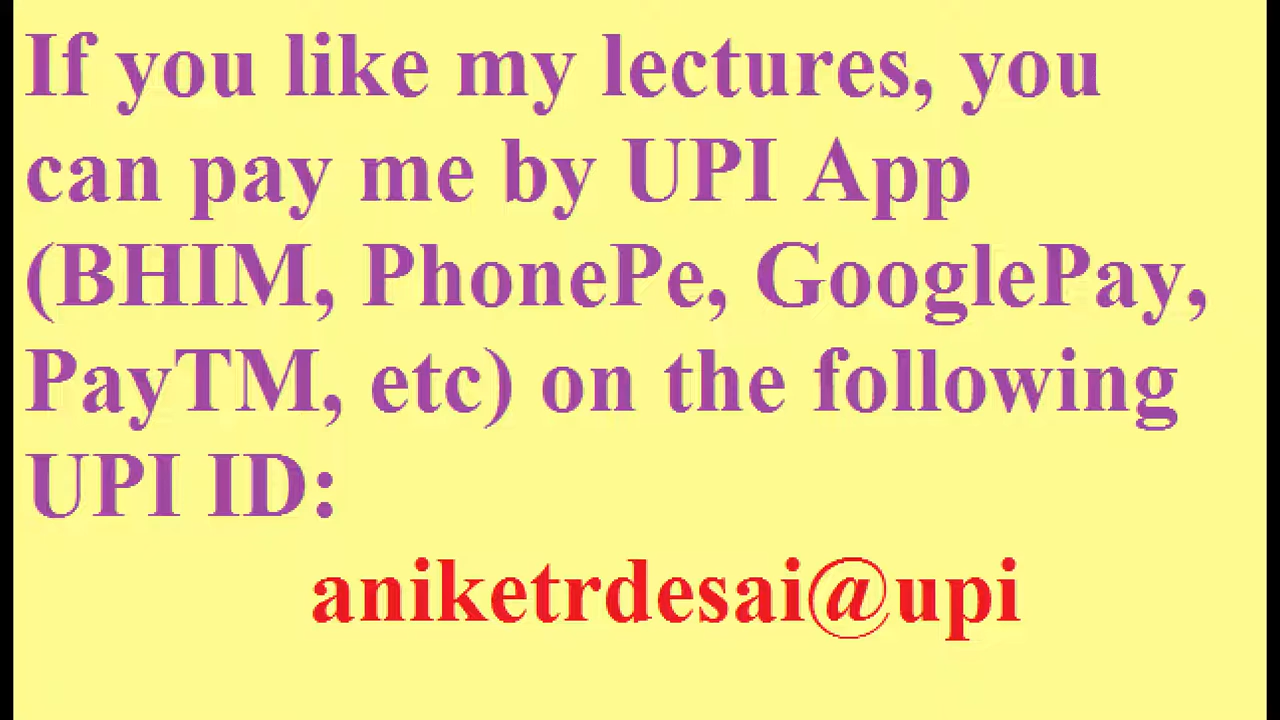 If you like my lectures, you
can pay me by UPI App
(BHIM, PhonePe, GooglePay,
PayTM, etc) on the following
UPI ID:
aniketrdesai@upi